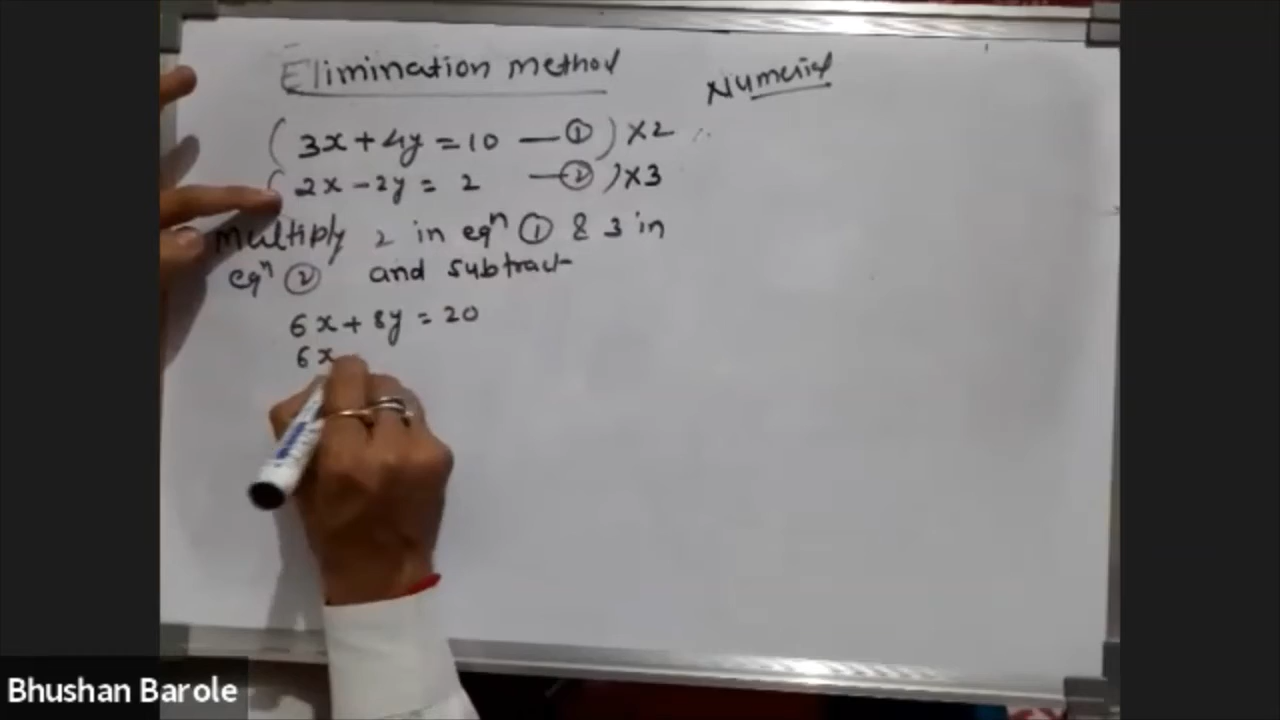 Elimination method
Numerical
( 3x + 4y = 10 — ① ) ×2
( 2x - 2y = 2 — ② ) ×3
Multiply 2 in eqⁿ ① & 3 in
eqⁿ ② and subtract
6x + 8y = 20
6x
Bhushan Barole